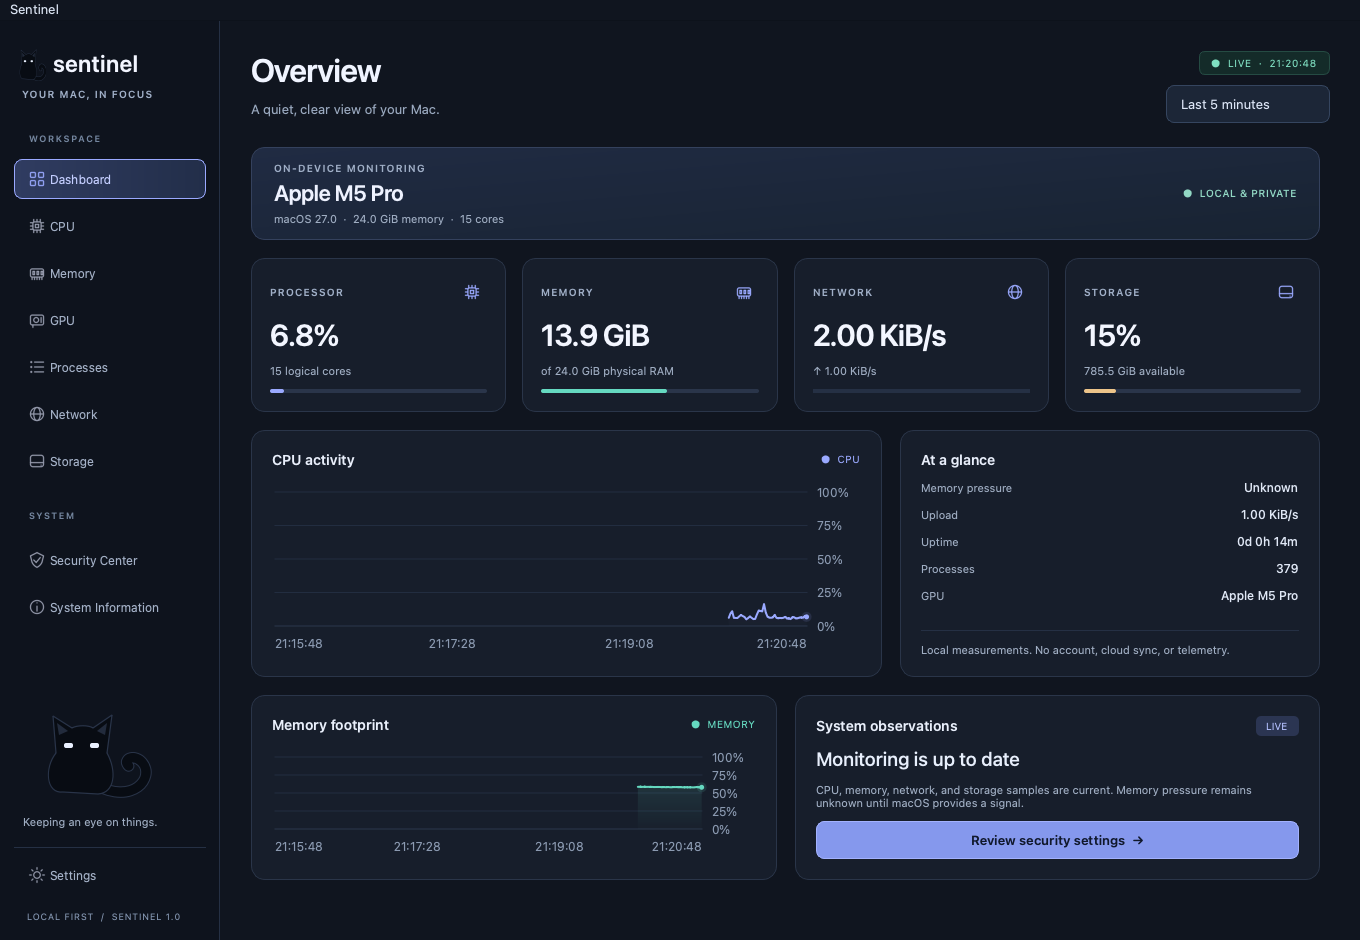 Sentinel
sentinel
YOUR MAC, IN FOCUS
WORKSPACE
Dashboard
CPU
Memory
GPU
Processes
Network
Storage
SYSTEM
Security Center
System Information
Keeping an eye on things.
Settings
LOCAL FIRST / SENTINEL 1.0
Overview
A quiet, clear view of your Mac.
LIVE · 21:20:48
Last 5 minutes
ON-DEVICE MONITORING
Apple M5 Pro
macOS 27.0 · 24.0 GiB memory · 15 cores
LOCAL & PRIVATE
PROCESSOR
6.8%
15 logical cores
MEMORY
13.9 GiB
of 24.0 GiB physical RAM
NETWORK
2.00 KiB/s
↑ 1.00 KiB/s
STORAGE
15%
785.5 GiB available
CPU activity
CPU
100%
75%
50%
25%
0%
21:15:48
21:17:28
21:19:08
21:20:48
At a glance
Memory pressure Unknown
Upload 1.00 KiB/s
Uptime 0d 0h 14m
Processes 379
GPU Apple M5 Pro
Local measurements. No account, cloud sync, or telemetry.
Memory footprint
MEMORY
100%
75%
50%
25%
0%
21:15:48
21:17:28
21:19:08
21:20:48
System observations
LIVE
Monitoring is up to date
CPU, memory, network, and storage samples are current. Memory pressure remains
unknown until macOS provides a signal.
Review security settings →